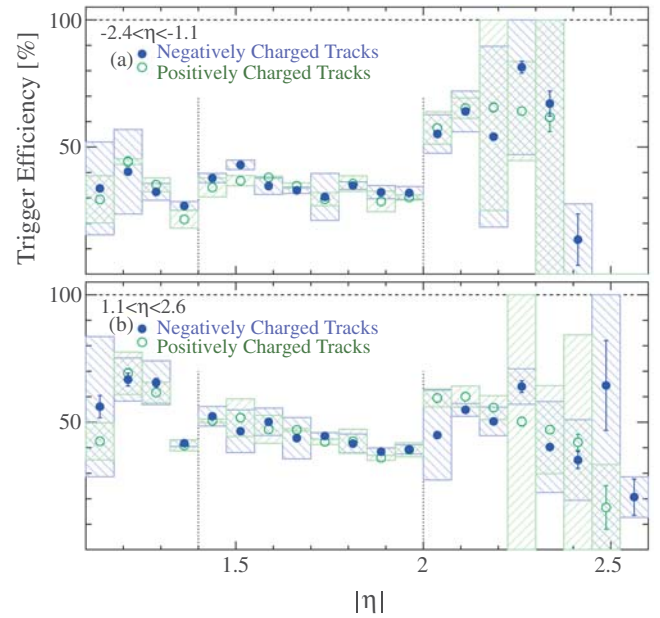 Trigger Efficiency [%]
100
-2.4<η<-1.1
(a)
Negatively Charged Tracks
Positively Charged Tracks
50
100
1.1<η<2.6
(b)
Negatively Charged Tracks
Positively Charged Tracks
50
1.5
2
2.5
|η|